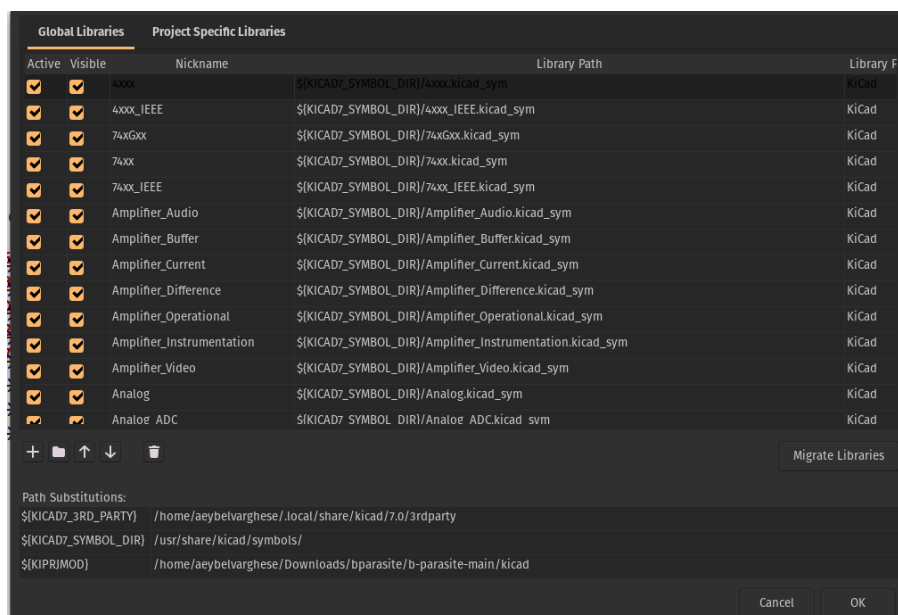 Global Libraries Project Specific Libraries
Active Visible Nickname Library Path Library F
4xxx ${KICAD7_SYMBOL_DIR}/4xxx.kicad_sym KiCad
4xxx_IEEE ${KICAD7_SYMBOL_DIR}/4xxx_IEEE.kicad_sym KiCad
74xGxx ${KICAD7_SYMBOL_DIR}/74xGxx.kicad_sym KiCad
74xx ${KICAD7_SYMBOL_DIR}/74xx.kicad_sym KiCad
74xx_IEEE ${KICAD7_SYMBOL_DIR}/74xx_IEEE.kicad_sym KiCad
Amplifier_Audio ${KICAD7_SYMBOL_DIR}/Amplifier_Audio.kicad_sym KiCad
Amplifier_Buffer ${KICAD7_SYMBOL_DIR}/Amplifier_Buffer.kicad_sym KiCad
Amplifier_Current ${KICAD7_SYMBOL_DIR}/Amplifier_Current.kicad_sym KiCad
Amplifier_Difference ${KICAD7_SYMBOL_DIR}/Amplifier_Difference.kicad_sym KiCad
Amplifier_Operational ${KICAD7_SYMBOL_DIR}/Amplifier_Operational.kicad_sym KiCad
Amplifier_Instrumentation ${KICAD7_SYMBOL_DIR}/Amplifier_Instrumentation.kicad_sym KiCad
Amplifier_Video ${KICAD7_SYMBOL_DIR}/Amplifier_Video.kicad_sym KiCad
Analog ${KICAD7_SYMBOL_DIR}/Analog.kicad_sym KiCad
Analog_ADC ${KICAD7_SYMBOL_DIR}/Analog_ADC.kicad_sym KiCad
Migrate Libraries
Path Substitutions:
${KICAD7_3RD_PARTY} /home/aeybelvarghese/.local/share/kicad/7.0/3rdparty
${KICAD7_SYMBOL_DIR} /usr/share/kicad/symbols/
${KIPRJMOD} /home/aeybelvarghese/Downloads/bparasite/b-parasite-main/kicad
Cancel OK